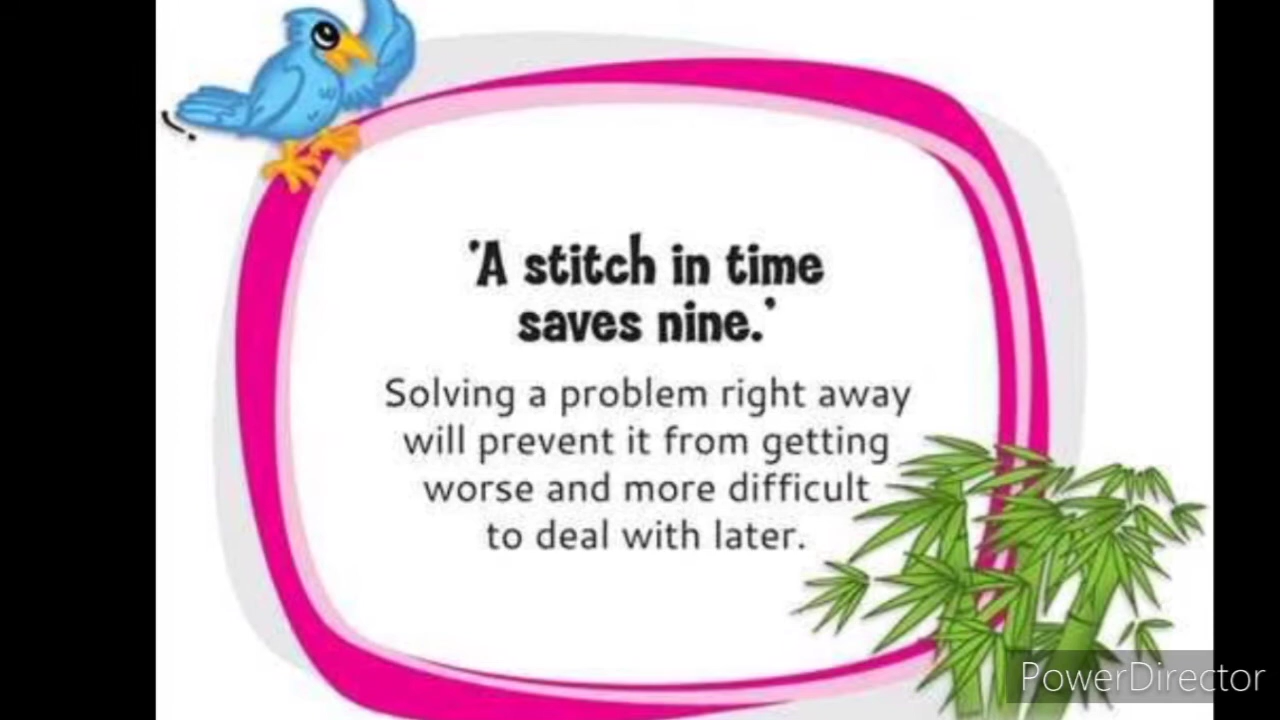 'A stitch in time
saves nine.'
Solving a problem right away
will prevent it from getting
worse and more difficult
to deal with later.
PowerDirector